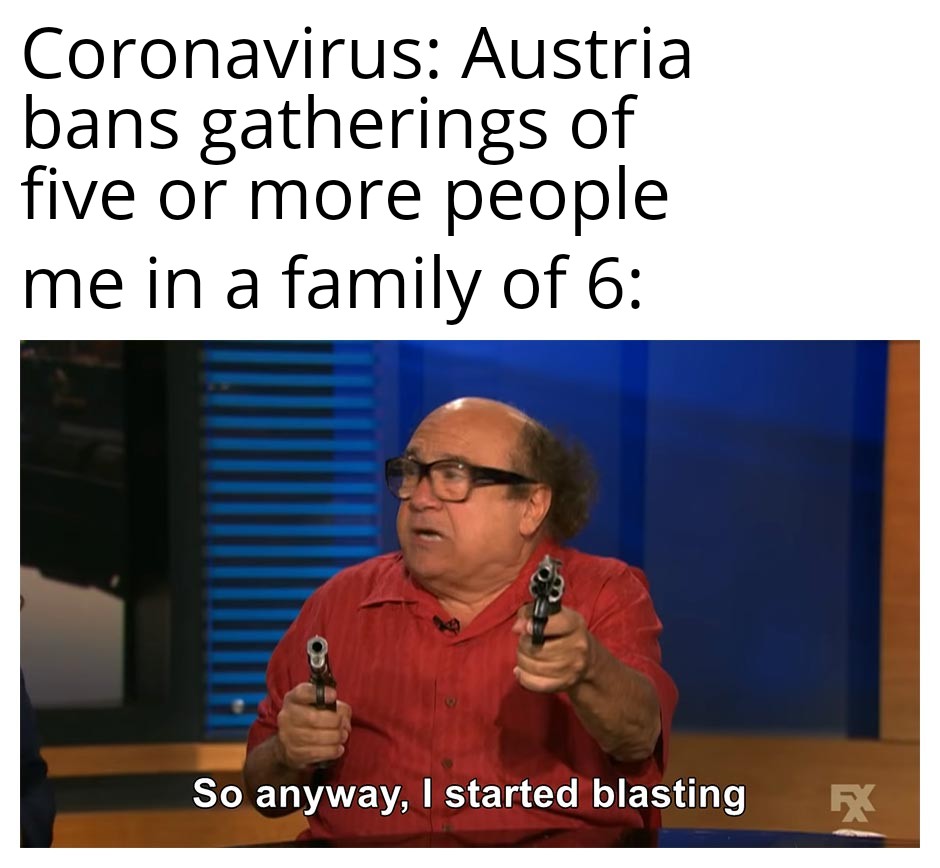 Coronavirus: Austria
bans gatherings of
five or more people
me in a family of 6:
So anyway, I started blasting
FX